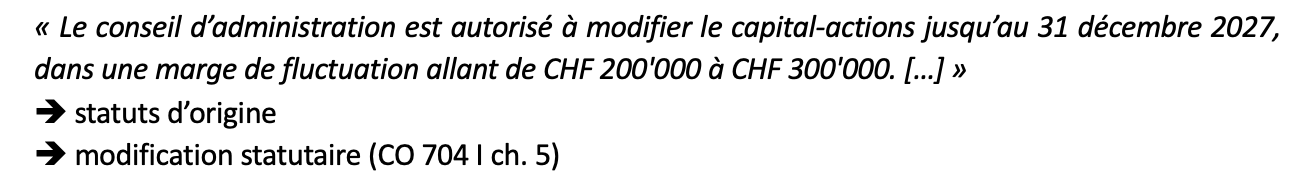 « Le conseil d’administration est autorisé à modifier le capital-actions jusqu’au 31 décembre 2027,
dans une marge de fluctuation allant de CHF 200'000 à CHF 300'000. […] »
➔ statuts d’origine
➔ modification statutaire (CO 704 I ch. 5)